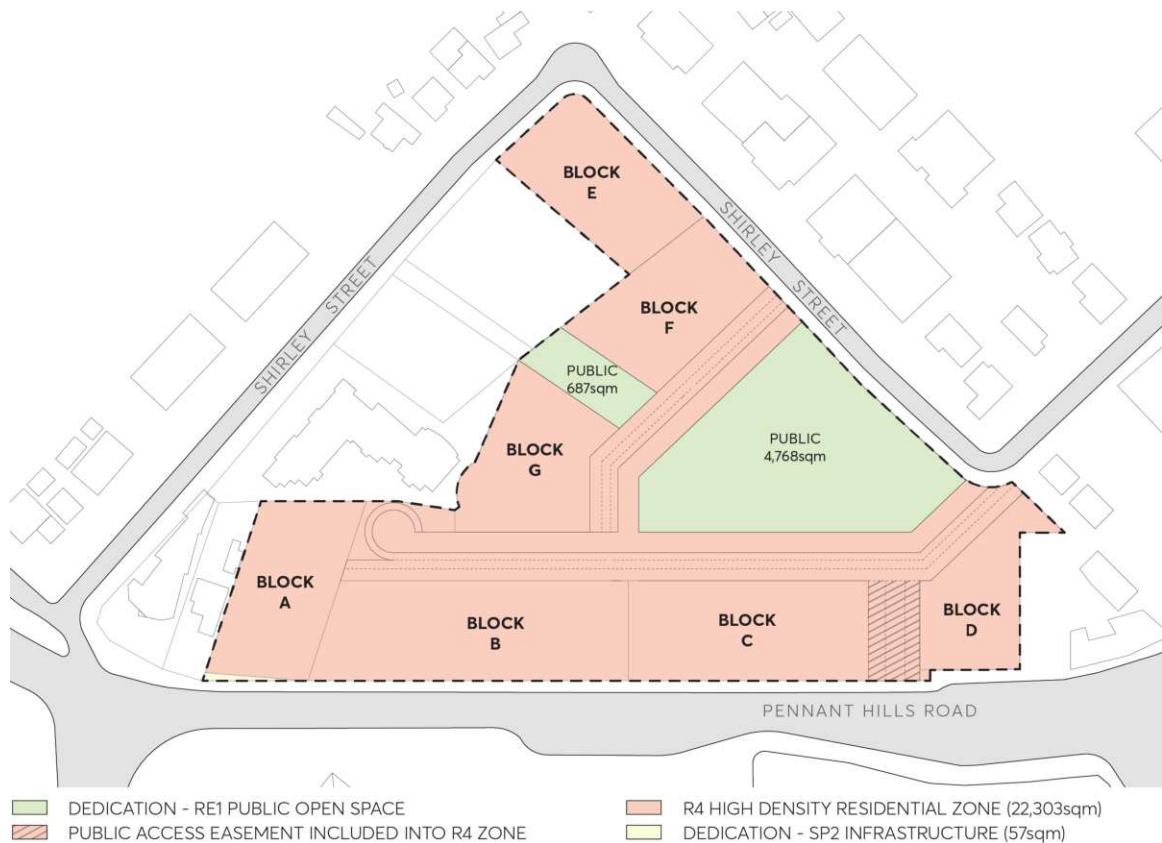 BLOCK
E
SHIRLEY STREET
SHIRLEY STREET
BLOCK
F
PUBLIC
687sqm
PUBLIC
4,768sqm
BLOCK
G
BLOCK
A
BLOCK
B
BLOCK
C
BLOCK
D
PENNANT HILLS ROAD
DEDICATION - RE1 PUBLIC OPEN SPACE
R4 HIGH DENSITY RESIDENTIAL ZONE (22,303sqm)
PUBLIC ACCESS EASEMENT INCLUDED INTO R4 ZONE
DEDICATION - SP2 INFRASTRUCTURE (57sqm)